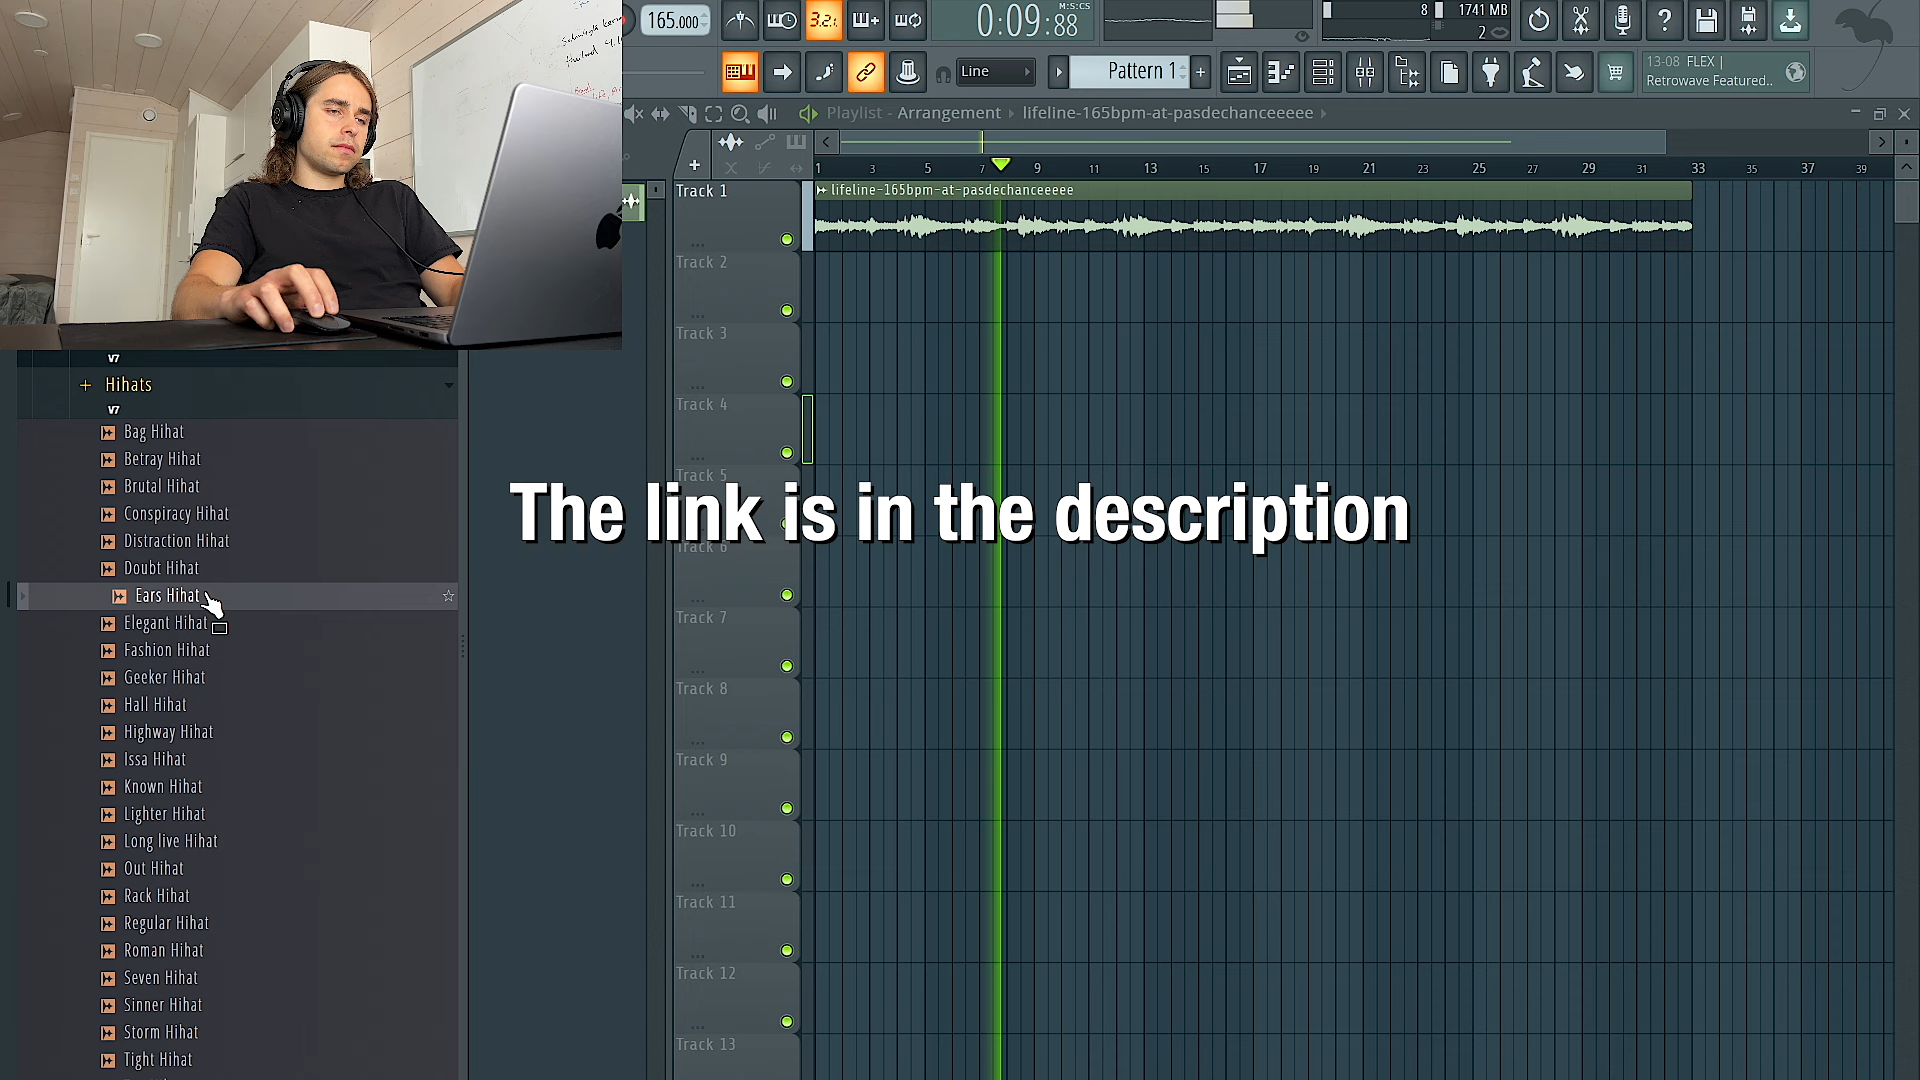 165.000
3.2.
0:09:88
M:S:CS
8
1741 MB
2
Line
Pattern 1
+
13-08 FLEX |
Retrowave Featured..
Playlist - Arrangement › lifeline-165bpm-at-pasdechanceeeee ›
1 3 5 7 9 11 13 15 17 19 21 23 25 27 29 31 33 35 37 39
Track 1
lifeline-165bpm-at-pasdechanceeeee
Track 2
Track 3
Track 4
Track 5
Track 6
Track 7
Track 8
Track 9
Track 10
Track 11
Track 12
Track 13
The link is in the description
V7
+ Hihats
V7
Bag Hihat
Betray Hihat
Brutal Hihat
Conspiracy Hihat
Distraction Hihat
Doubt Hihat
Ears Hihat
Elegant Hihat
Fashion Hihat
Geeker Hihat
Hall Hihat
Highway Hihat
Issa Hihat
Known Hihat
Lighter Hihat
Long live Hihat
Out Hihat
Rack Hihat
Regular Hihat
Roman Hihat
Seven Hihat
Sinner Hihat
Storm Hihat
Tight Hihat